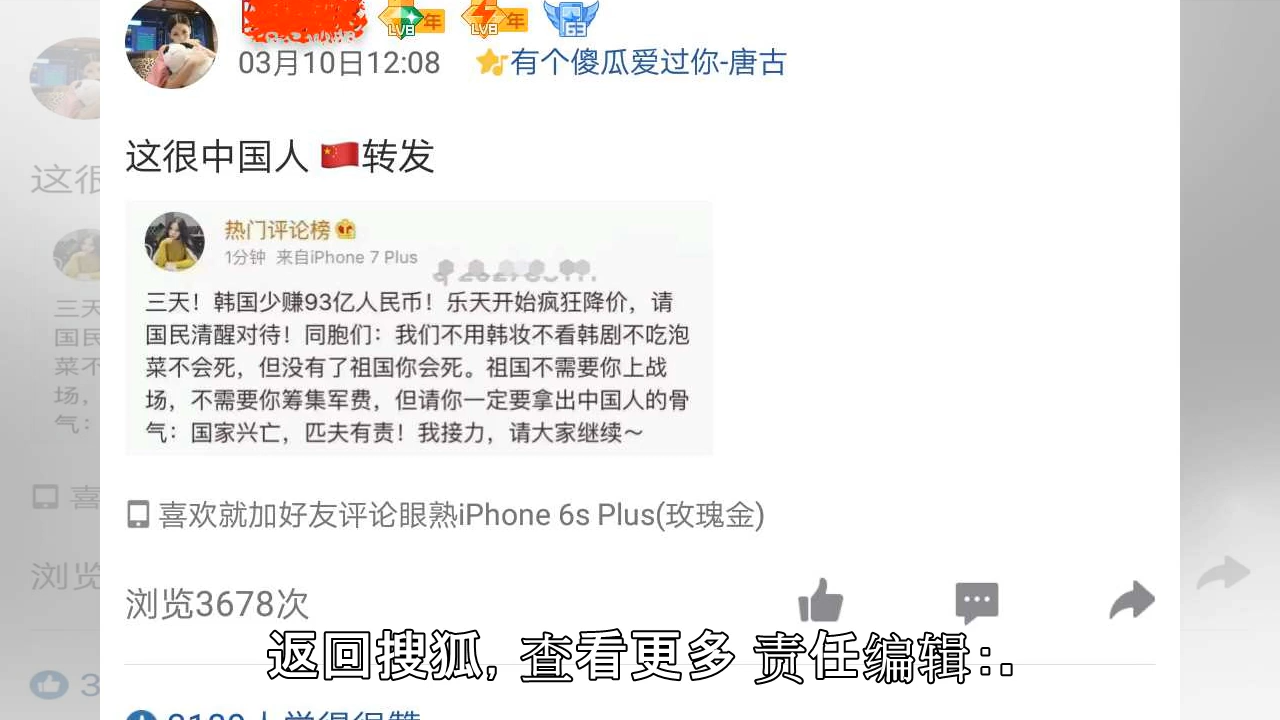 LV8 年 LV8 年 63
03月10日12:08 有个傻瓜爱过你-唐古
这很中国人 🇨🇳转发
热门评论榜
1分钟 来自iPhone 7 Plus
三天！韩国少赚93亿人民币！乐天开始疯狂降价，请
国民清醒对待！同胞们：我们不用韩妆不看韩剧不吃泡
菜不会死，但没有了祖国你会死。祖国不需要你上战
场，不需要你筹集军费，但请你一定要拿出中国人的骨
气：国家兴亡，匹夫有责！我接力，请大家继续～
喜欢就加好友评论眼熟iPhone 6s Plus(玫瑰金)
浏览3678次
返回搜狐, 查看更多 责任编辑:.